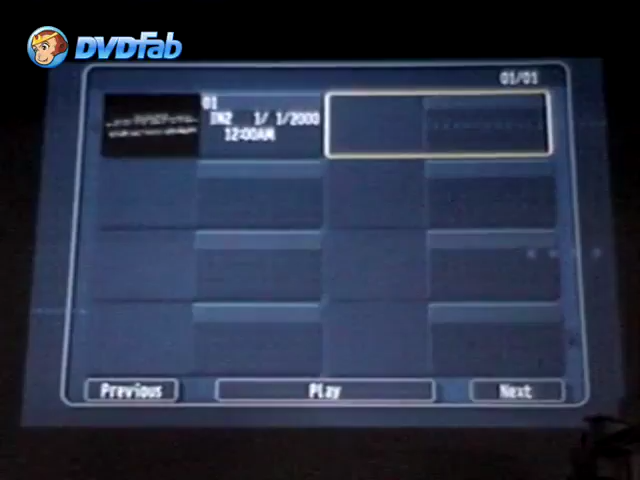 DVDFab
01/01
01
IN2 1/ 1/2000
12:00AM
Previous
Play
Next